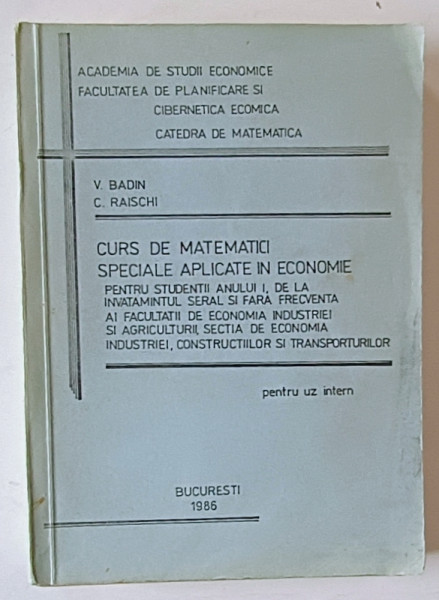 ACADEMIA DE STUDII ECONOMICE
FACULTATEA DE PLANIFICARE SI
CIBERNETICA ECOMICA
CATEDRA DE MATEMATICA
V. BADIN
C. RAISCHI
CURS DE MATEMATICI
SPECIALE APLICATE IN ECONOMIE
PENTRU STUDENTII ANULUI I, DE LA
INVATAMINTUL SERAL SI FARA FRECVENTA
AI FACULTATII DE ECONOMIA INDUSTRIEI
SI AGRICULTURII, SECTIA DE ECONOMIA
INDUSTRIEI, CONSTRUCTIILOR SI TRANSPORTURILOR
pentru uz intern
BUCURESTI
1986